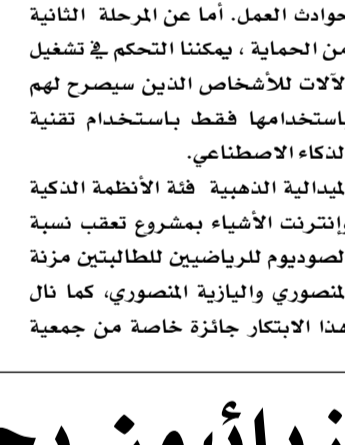 حوادث العمل. أما عن المرحلة الثانية
من الحماية ، يمكننا التحكم في تشغيل
الآلات للأشخاص الذين سيصرح لهم
باستخدامها فقط باستخدام تقنية
الذكاء الاصطناعي.
الميدالية الذهبية فئة الأنظمة الذكية
وإنترنت الأشياء بمشروع تعقب نسبة
الصوديوم للرياضيين للطالبتين مزنة
المنصوري واليازية المنصوري، كما نال
هذا الابتكار جائزة خاصة من جمعية